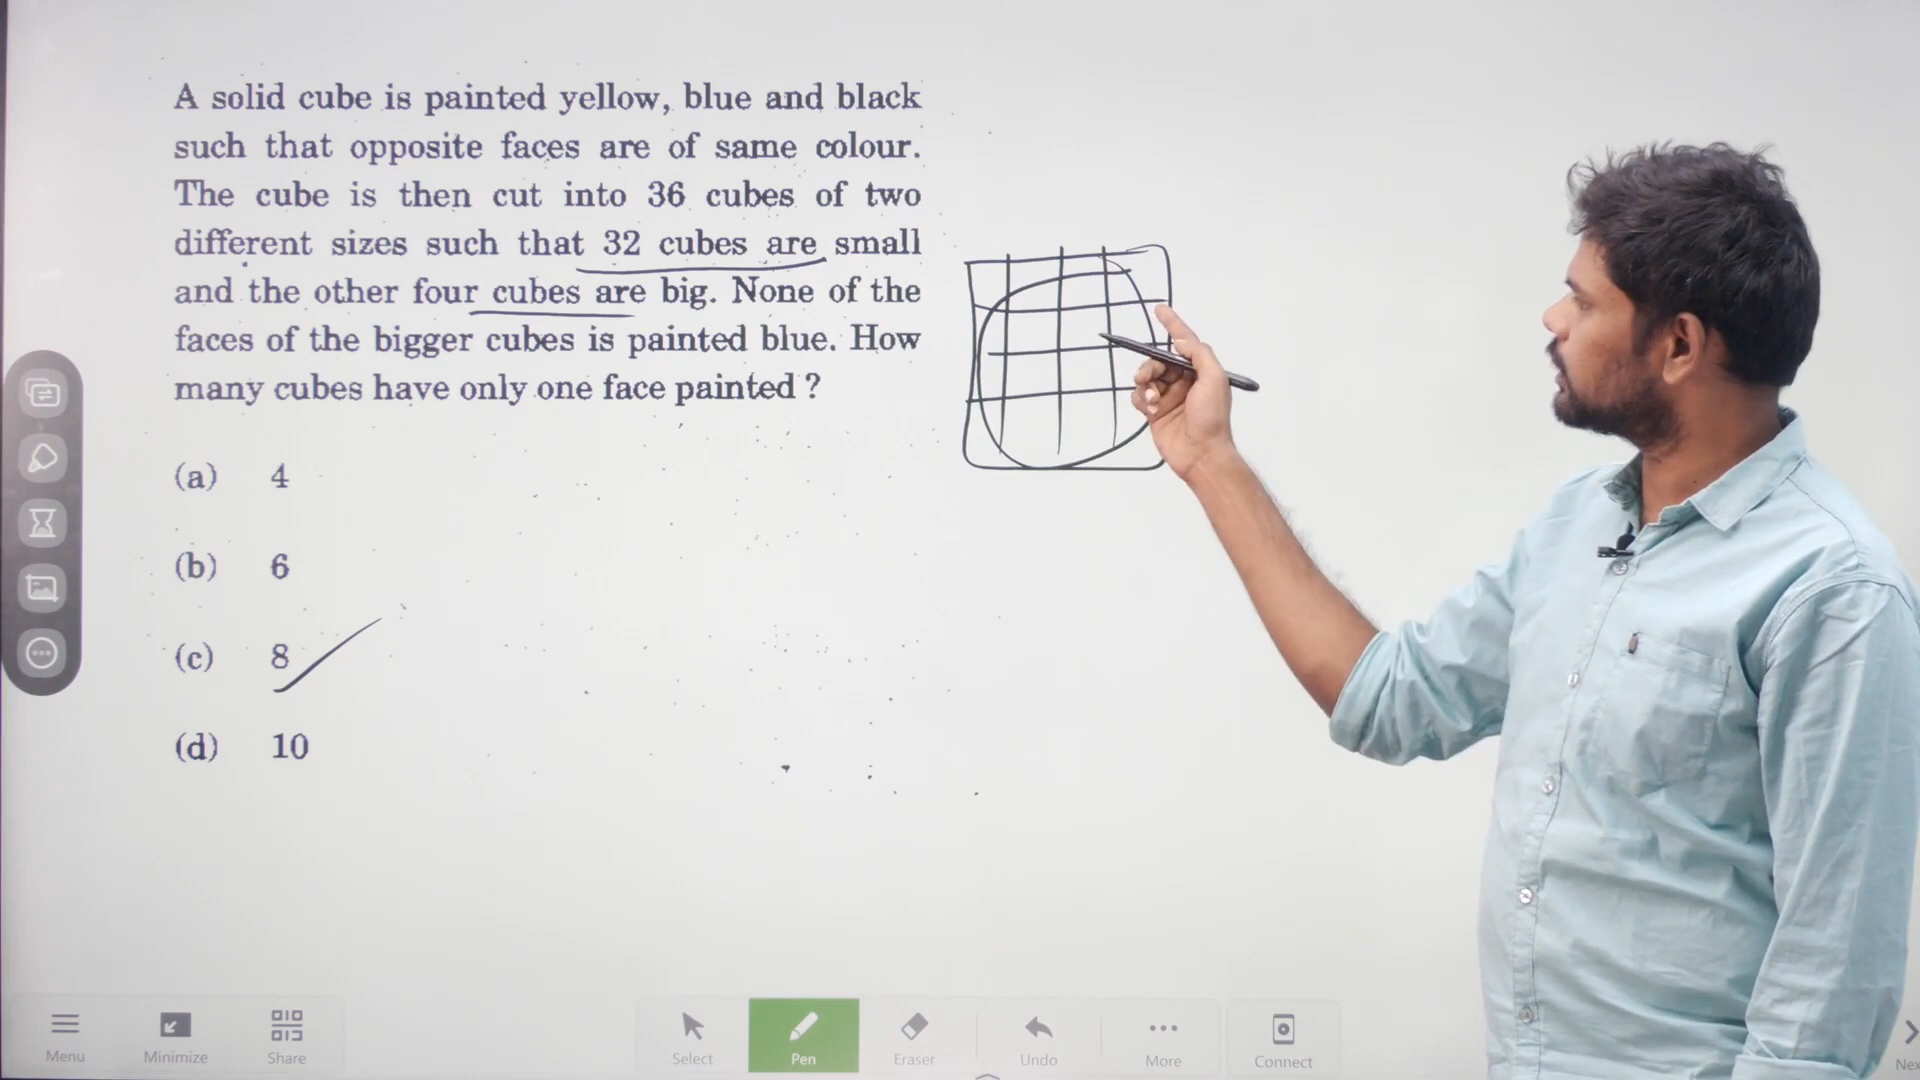 A solid cube is painted yellow, blue and black
such that opposite faces are of same colour.
The cube is then cut into 36 cubes of two
different sizes such that 32 cubes are small
and the other four cubes are big. None of the
faces of the bigger cubes is painted blue. How
many cubes have only one face painted ?
(a) 4
(b) 6
(c) 8
(d) 10
Menu
Minimize
Share
Select
Pen
Eraser
Undo
More
Connect
Nex